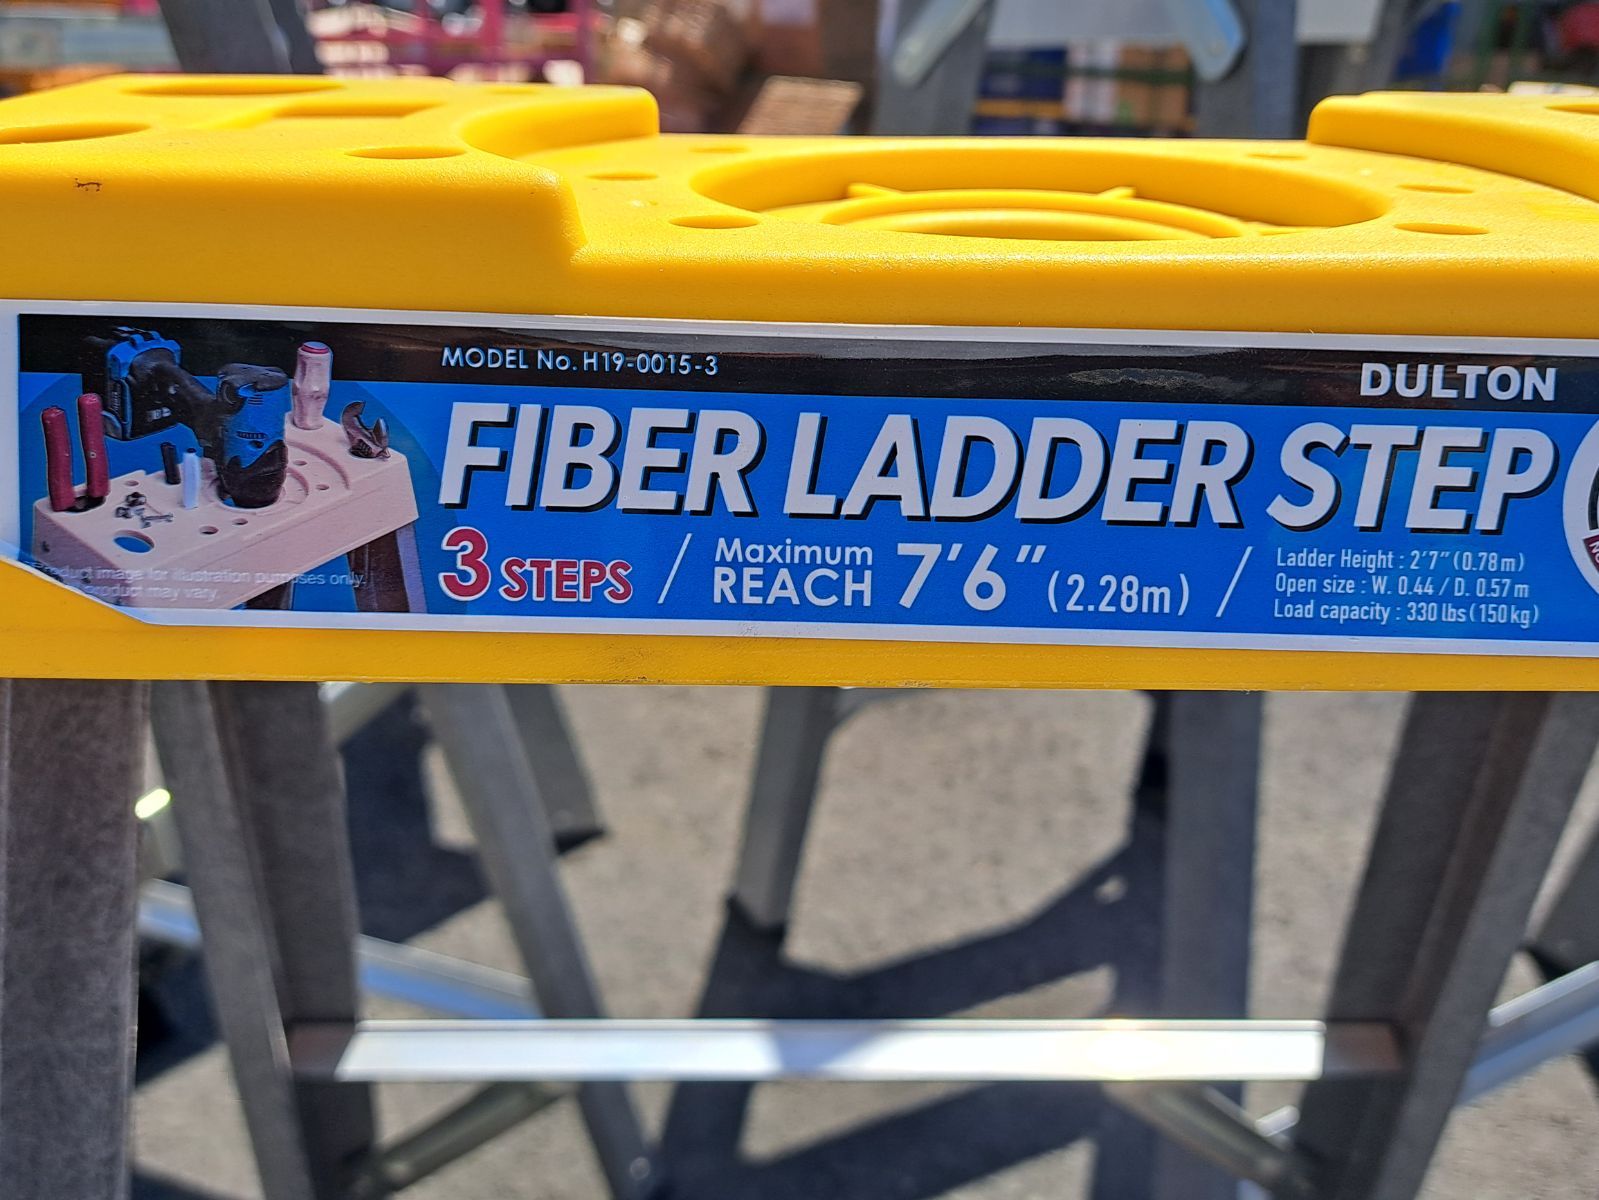 MODEL No. H19-0015-3
DULTON
FIBER LADDER STEP
3 STEPS / Maximum REACH 7'6" (2.28m) /
Ladder Height : 2'7" (0.78m)
Open size : W. 0.44 / D. 0.57m
Load capacity : 330 lbs (150kg)
product image for illustration purposes only.
product may vary.